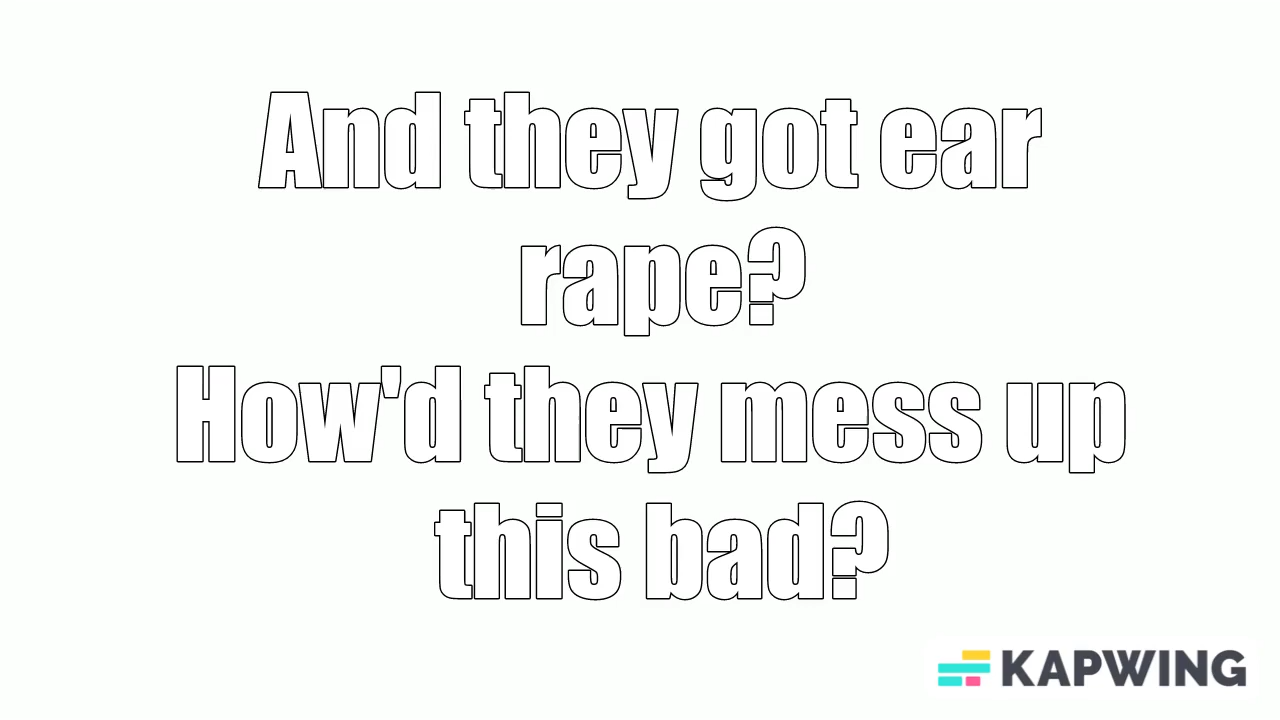 And they got ear
rape?
How'd they mess up
this bad?
KAPWING